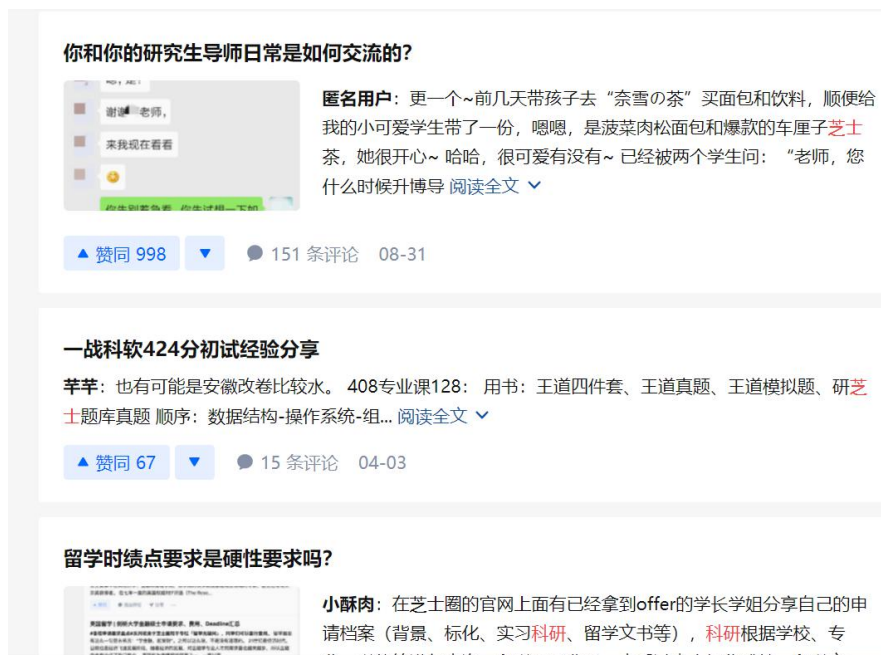 你和你的研究生导师日常是如何交流的?
谢谢 老师,
来我现在看看
匿名用户：更一个~前几天带孩子去“奈雪の茶”买面包和饮料，顺便给
我的小可爱学生带了一份，嗯嗯，是菠菜肉松面包和爆款的车厘子芝士
茶，她很开心~ 哈哈，很可爱有没有~ 已经被两个学生问：“老师，您
什么时候升博导 阅读全文
赞同 998
151 条评论
08-31
一战科软424分初试经验分享
芊芊：也有可能是安徽改卷比较水。 408专业课128： 用书：王道四件套、王道真题、王道模拟题、研芝
士题库真题 顺序：数据结构-操作系统-组... 阅读全文
赞同 67
15 条评论
04-03
留学时绩点要求是硬性要求吗?
小酥肉：在芝士圈的官网上面有已经拿到offer的学长学姐分享自己的申
请档案（背景、标化、实习科研、留学文书等），科研根据学校、专